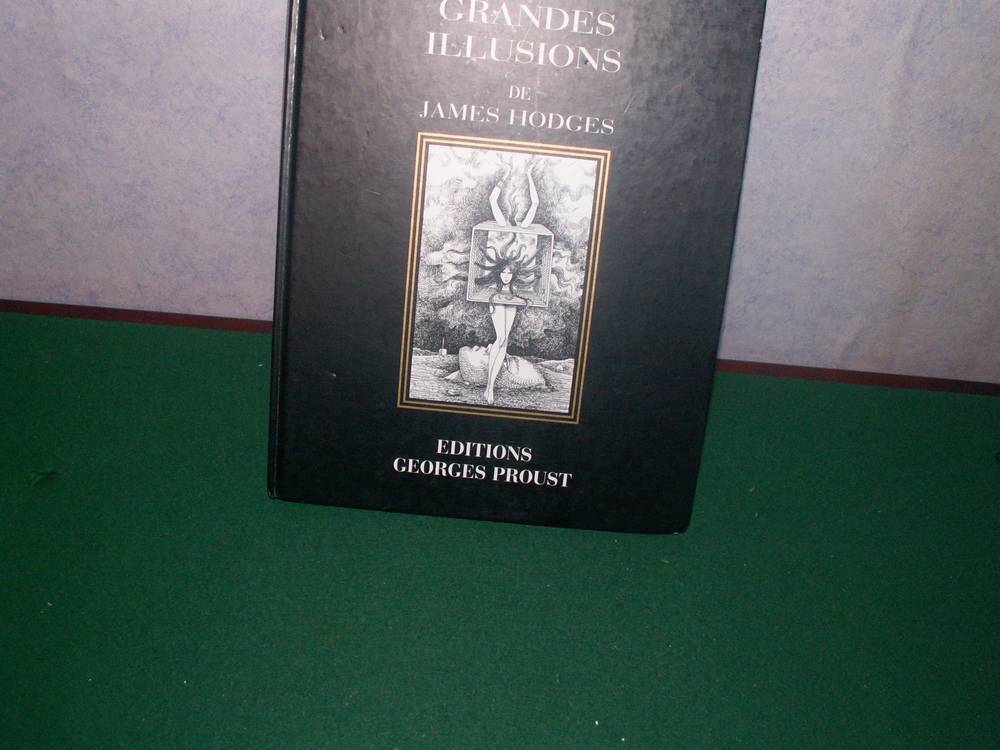 GRANDES
ILLUSIONS
DE
JAMES HODGES
EDITIONS
GEORGES PROUST